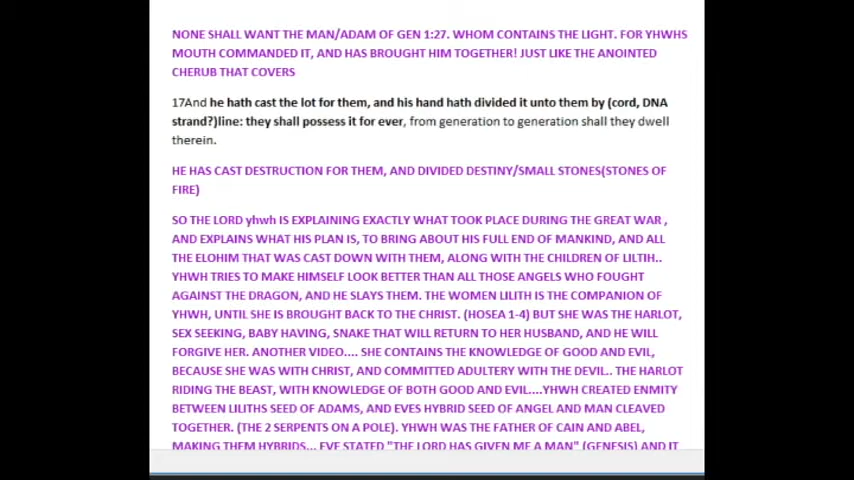 NONE SHALL WANT THE MAN/ADAM OF GEN 1:27. WHOM CONTAINS THE LIGHT. FOR YHWHS
MOUTH COMMANDED IT, AND HAS BROUGHT HIM TOGETHER! JUST LIKE THE ANOINTED
CHERUB THAT COVERS
17And he hath cast the lot for them, and his hand hath divided it unto them by (cord, DNA
strand?)line: they shall possess it for ever, from generation to generation shall they dwell
therein.
HE HAS CAST DESTRUCTION FOR THEM, AND DIVIDED DESTINY/SMALL STONES(STONES OF
FIRE)
SO THE LORD yhwh IS EXPLAINING EXACTLY WHAT TOOK PLACE DURING THE GREAT WAR ,
AND EXPLAINS WHAT HIS PLAN IS, TO BRING ABOUT HIS FULL END OF MANKIND, AND ALL
THE ELOHIM THAT WAS CAST DOWN WITH THEM, ALONG WITH THE CHILDREN OF LILTIH..
YHWH TRIES TO MAKE HIMSELF LOOK BETTER THAN ALL THOSE ANGELS WHO FOUGHT
AGAINST THE DRAGON, AND HE SLAYS THEM. THE WOMEN LILITH IS THE COMPANION OF
YHWH, UNTIL SHE IS BROUGHT BACK TO THE CHRIST. (HOSEA 1-4) BUT SHE WAS THE HARLOT,
SEX SEEKING, BABY HAVING, SNAKE THAT WILL RETURN TO HER HUSBAND, AND HE WILL
FORGIVE HER. ANOTHER VIDEO.... SHE CONTAINS THE KNOWLEDGE OF GOOD AND EVIL,
BECAUSE SHE WAS WITH CHRIST, AND COMMITTED ADULTERY WITH THE DEVIL.. THE HARLOT
RIDING THE BEAST, WITH KNOWLEDGE OF BOTH GOOD AND EVIL....YHWH CREATED ENMITY
BETWEEN LILITHS SEED OF ADAMS, AND EVES HYBRID SEED OF ANGEL AND MAN CLEAVED
TOGETHER. (THE 2 SERPENTS ON A POLE). YHWH WAS THE FATHER OF CAIN AND ABEL,
MAKING THEM HYBRIDS... EVE STATED "THE LORD HAS GIVEN ME A MAN" (GENESIS) AND IT